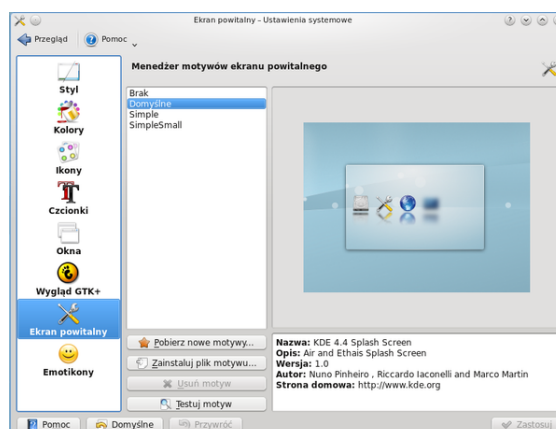 Ekran powitalny – Ustawienia systemowe
Przegląd Pomoc
Styl
Kolory
Ikony
Czcionki
Okna
Wygląd GTK+
Ekran powitalny
Emotikony
Menedżer motywów ekranu powitalnego
Brak
Domyślne
Simple
SimpleSmall
Pobierz nowe motywy...
Zainstaluj plik motywu...
Usuń motyw
Testuj motyw
Nazwa: KDE 4.4 Splash Screen
Opis: Air and Ethais Splash Screen
Wersja: 1.0
Autor: Nuno Pinheiro , Riccardo Iaconelli and Marco Martin
Strona domowa: http://www.kde.org
Pomoc Domyślne Przywróć Zastosuj